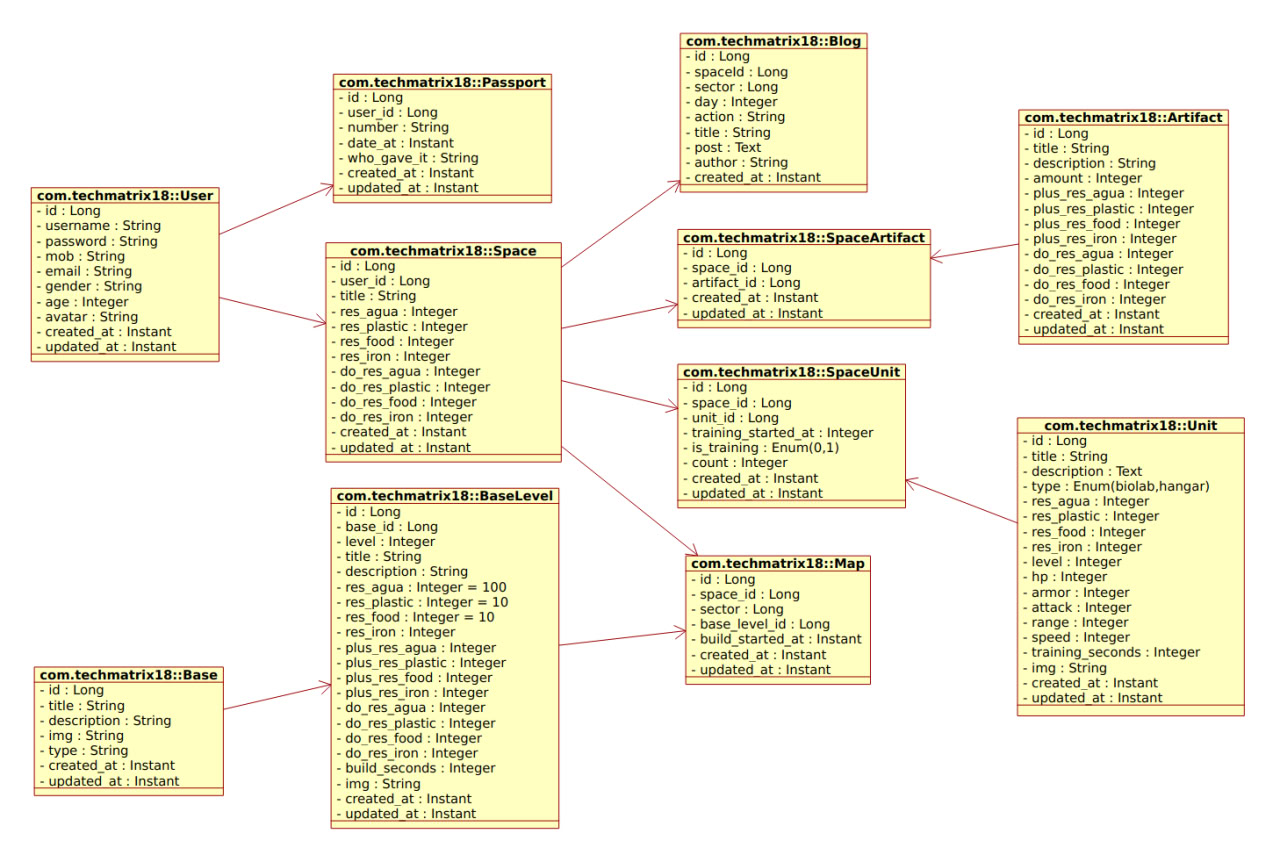 com.techmatrix18::User
- id : Long
- username : String
- password : String
- mob : String
- email : String
- gender : String
- age : Integer
- avatar : String
- created_at : Instant
- updated_at : Instant
com.techmatrix18::Passport
- id : Long
- user_id : Long
- number : String
- date_at : Instant
- who_gave_it : String
- created_at : Instant
- updated_at : Instant
com.techmatrix18::Space
- id : Long
- user_id : Long
- title : String
- res_agua : Integer
- res_plastic : Integer
- res_food : Integer
- res_iron : Integer
- do_res_agua : Integer
- do_res_plastic : Integer
- do_res_food : Integer
- do_res_iron : Integer
- created_at : Instant
- updated_at : Instant
com.techmatrix18::Base
- id : Long
- title : String
- description : String
- img : String
- type : String
- created_at : Instant
- updated_at : Instant
com.techmatrix18::BaseLevel
- id : Long
- base_id : Long
- level : Integer
- title : String
- description : String
- res_agua : Integer = 100
- res_plastic : Integer = 10
- res_food : Integer = 10
- res_iron : Integer
- plus_res_agua : Integer
- plus_res_plastic : Integer
- plus_res_food : Integer
- plus_res_iron : Integer
- do_res_agua : Integer
- do_res_plastic : Integer
- do_res_food : Integer
- do_res_iron : Integer
- build_seconds : Integer
- img : String
- created_at : Instant
- updated_at : Instant
com.techmatrix18::Blog
- id : Long
- spaceId : Long
- sector : Long
- day : Integer
- action : String
- title : String
- post : Text
- author : String
- created_at : Instant
com.techmatrix18::SpaceArtifact
- id : Long
- space_id : Long
- artifact_id : Long
- created_at : Instant
- updated_at : Instant
com.techmatrix18::SpaceUnit
- id : Long
- space_id : Long
- unit_id : Long
- training_started_at : Integer
- is_training : Enum(0,1)
- count : Integer
- created_at : Instant
- updated_at : Instant
com.techmatrix18::Map
- id : Long
- space_id : Long
- sector : Long
- base_level_id : Long
- build_started_at : Instant
- created_at : Instant
- updated_at : Instant
com.techmatrix18::Artifact
- id : Long
- title : String
- description : String
- amount : Integer
- plus_res_agua : Integer
- plus_res_plastic : Integer
- plus_res_food : Integer
- plus_res_iron : Integer
- do_res_agua : Integer
- do_res_plastic : Integer
- do_res_food : Integer
- do_res_iron : Integer
- created_at : Instant
- updated_at : Instant
com.techmatrix18::Unit
- id : Long
- title : String
- description : Text
- type : Enum(biolab,hangar)
- res_agua : Integer
- res_plastic : Integer
- res_food : Integer
- res_iron : Integer
- level : Integer
- hp : Integer
- armor : Integer
- attack : Integer
- range : Integer
- speed : Integer
- training_seconds : Integer
- img : String
- created_at : Instant
- updated_at : Instant